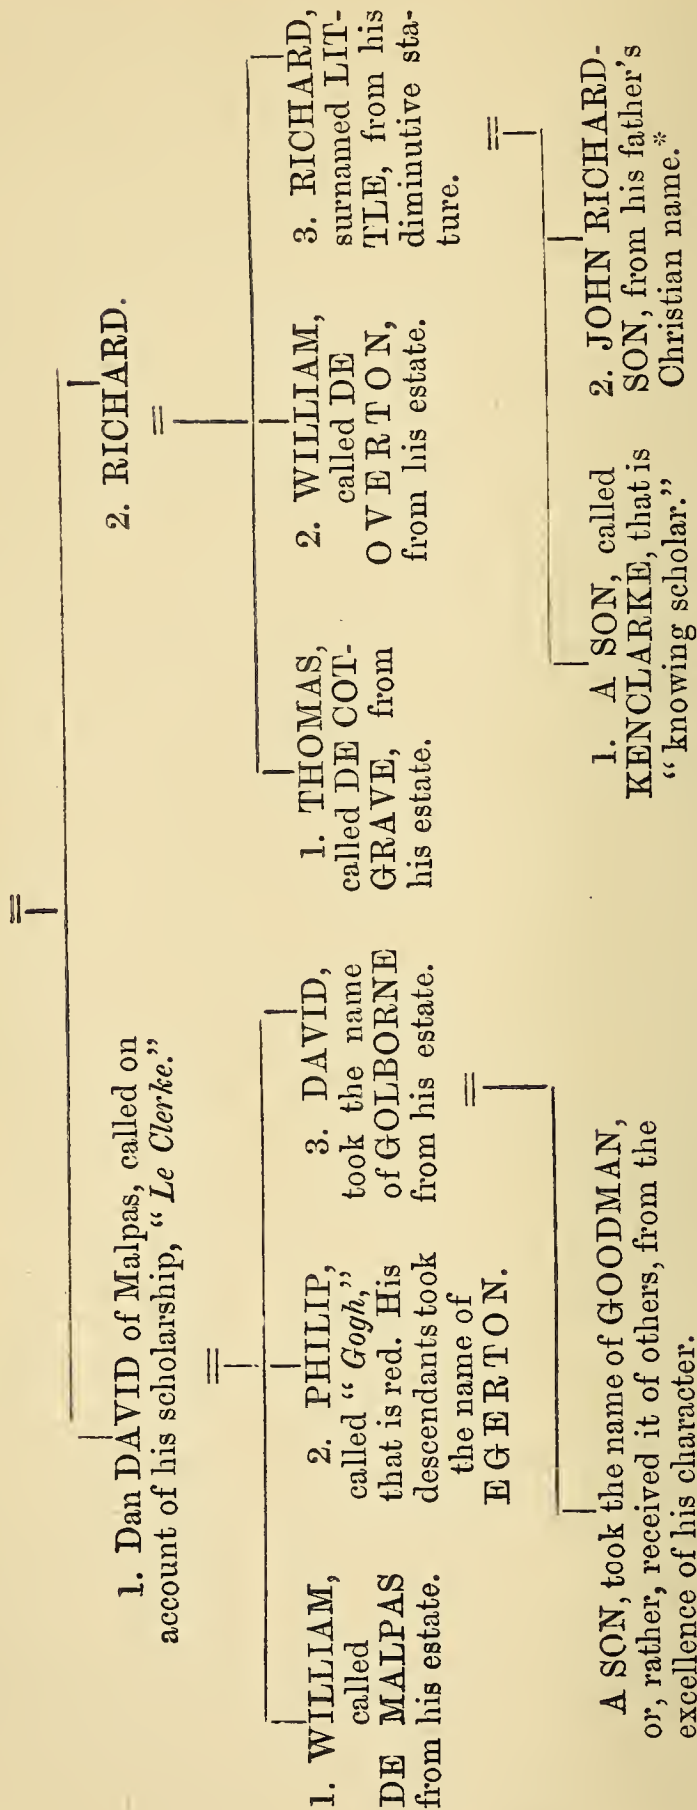 1. Dan DAVID of Malpas, called on
account of his scholarship, “Le Clerke.”
2. RICHARD.
1. WILLIAM,
called
DE MALPAS
from his estate.
2. PHILIP,
called “Gogh,”
that is red. His
descendants took
the name of
EGERTON.
3. DAVID,
took the name
of GOLBORNE
from his estate.
1. THOMAS,
called DE COT-
GRAVE, from
his estate.
2. WILLIAM,
called DE
OVERTON,
from his estate.
3. RICHARD,
surnamed LIT-
TLE, from his
diminutive sta-
ture.
A SON, took the name of GOODMAN,
or, rather, received it of others, from the
excellence of his character.
1. A SON, called
KENCLARKE, that is
“knowing scholar.”
2. JOHN RICHARD-
SON, from his father's
Christian name.*